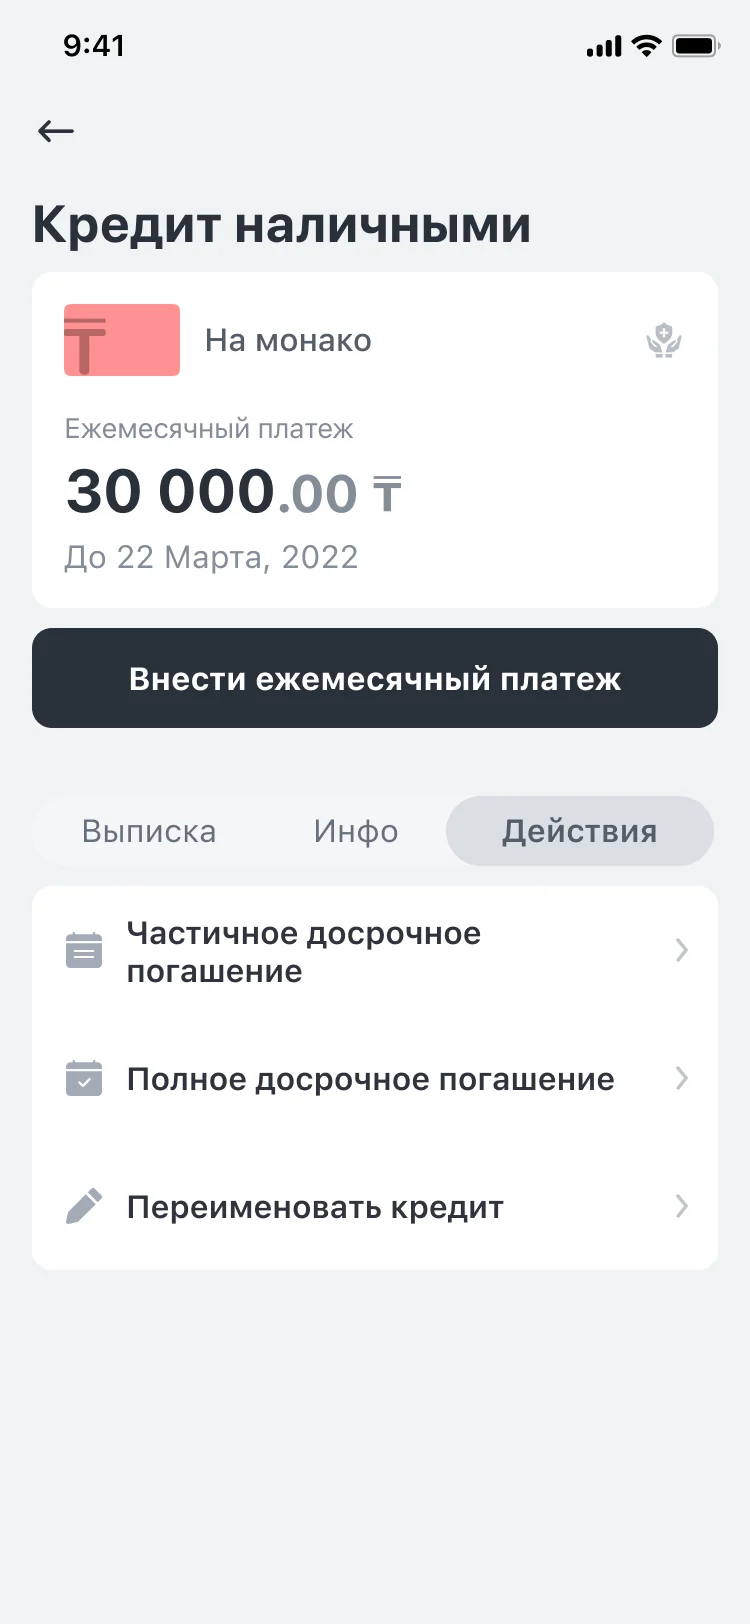 9:41
Кредит наличными
₸
На монако
Ежемесячный платеж
30 000.00 ₸
До 22 Марта, 2022
Внести ежемесячный платеж
Выписка Инфо Действия
Частичное досрочное
погашение
Полное досрочное погашение
Переименовать кредит